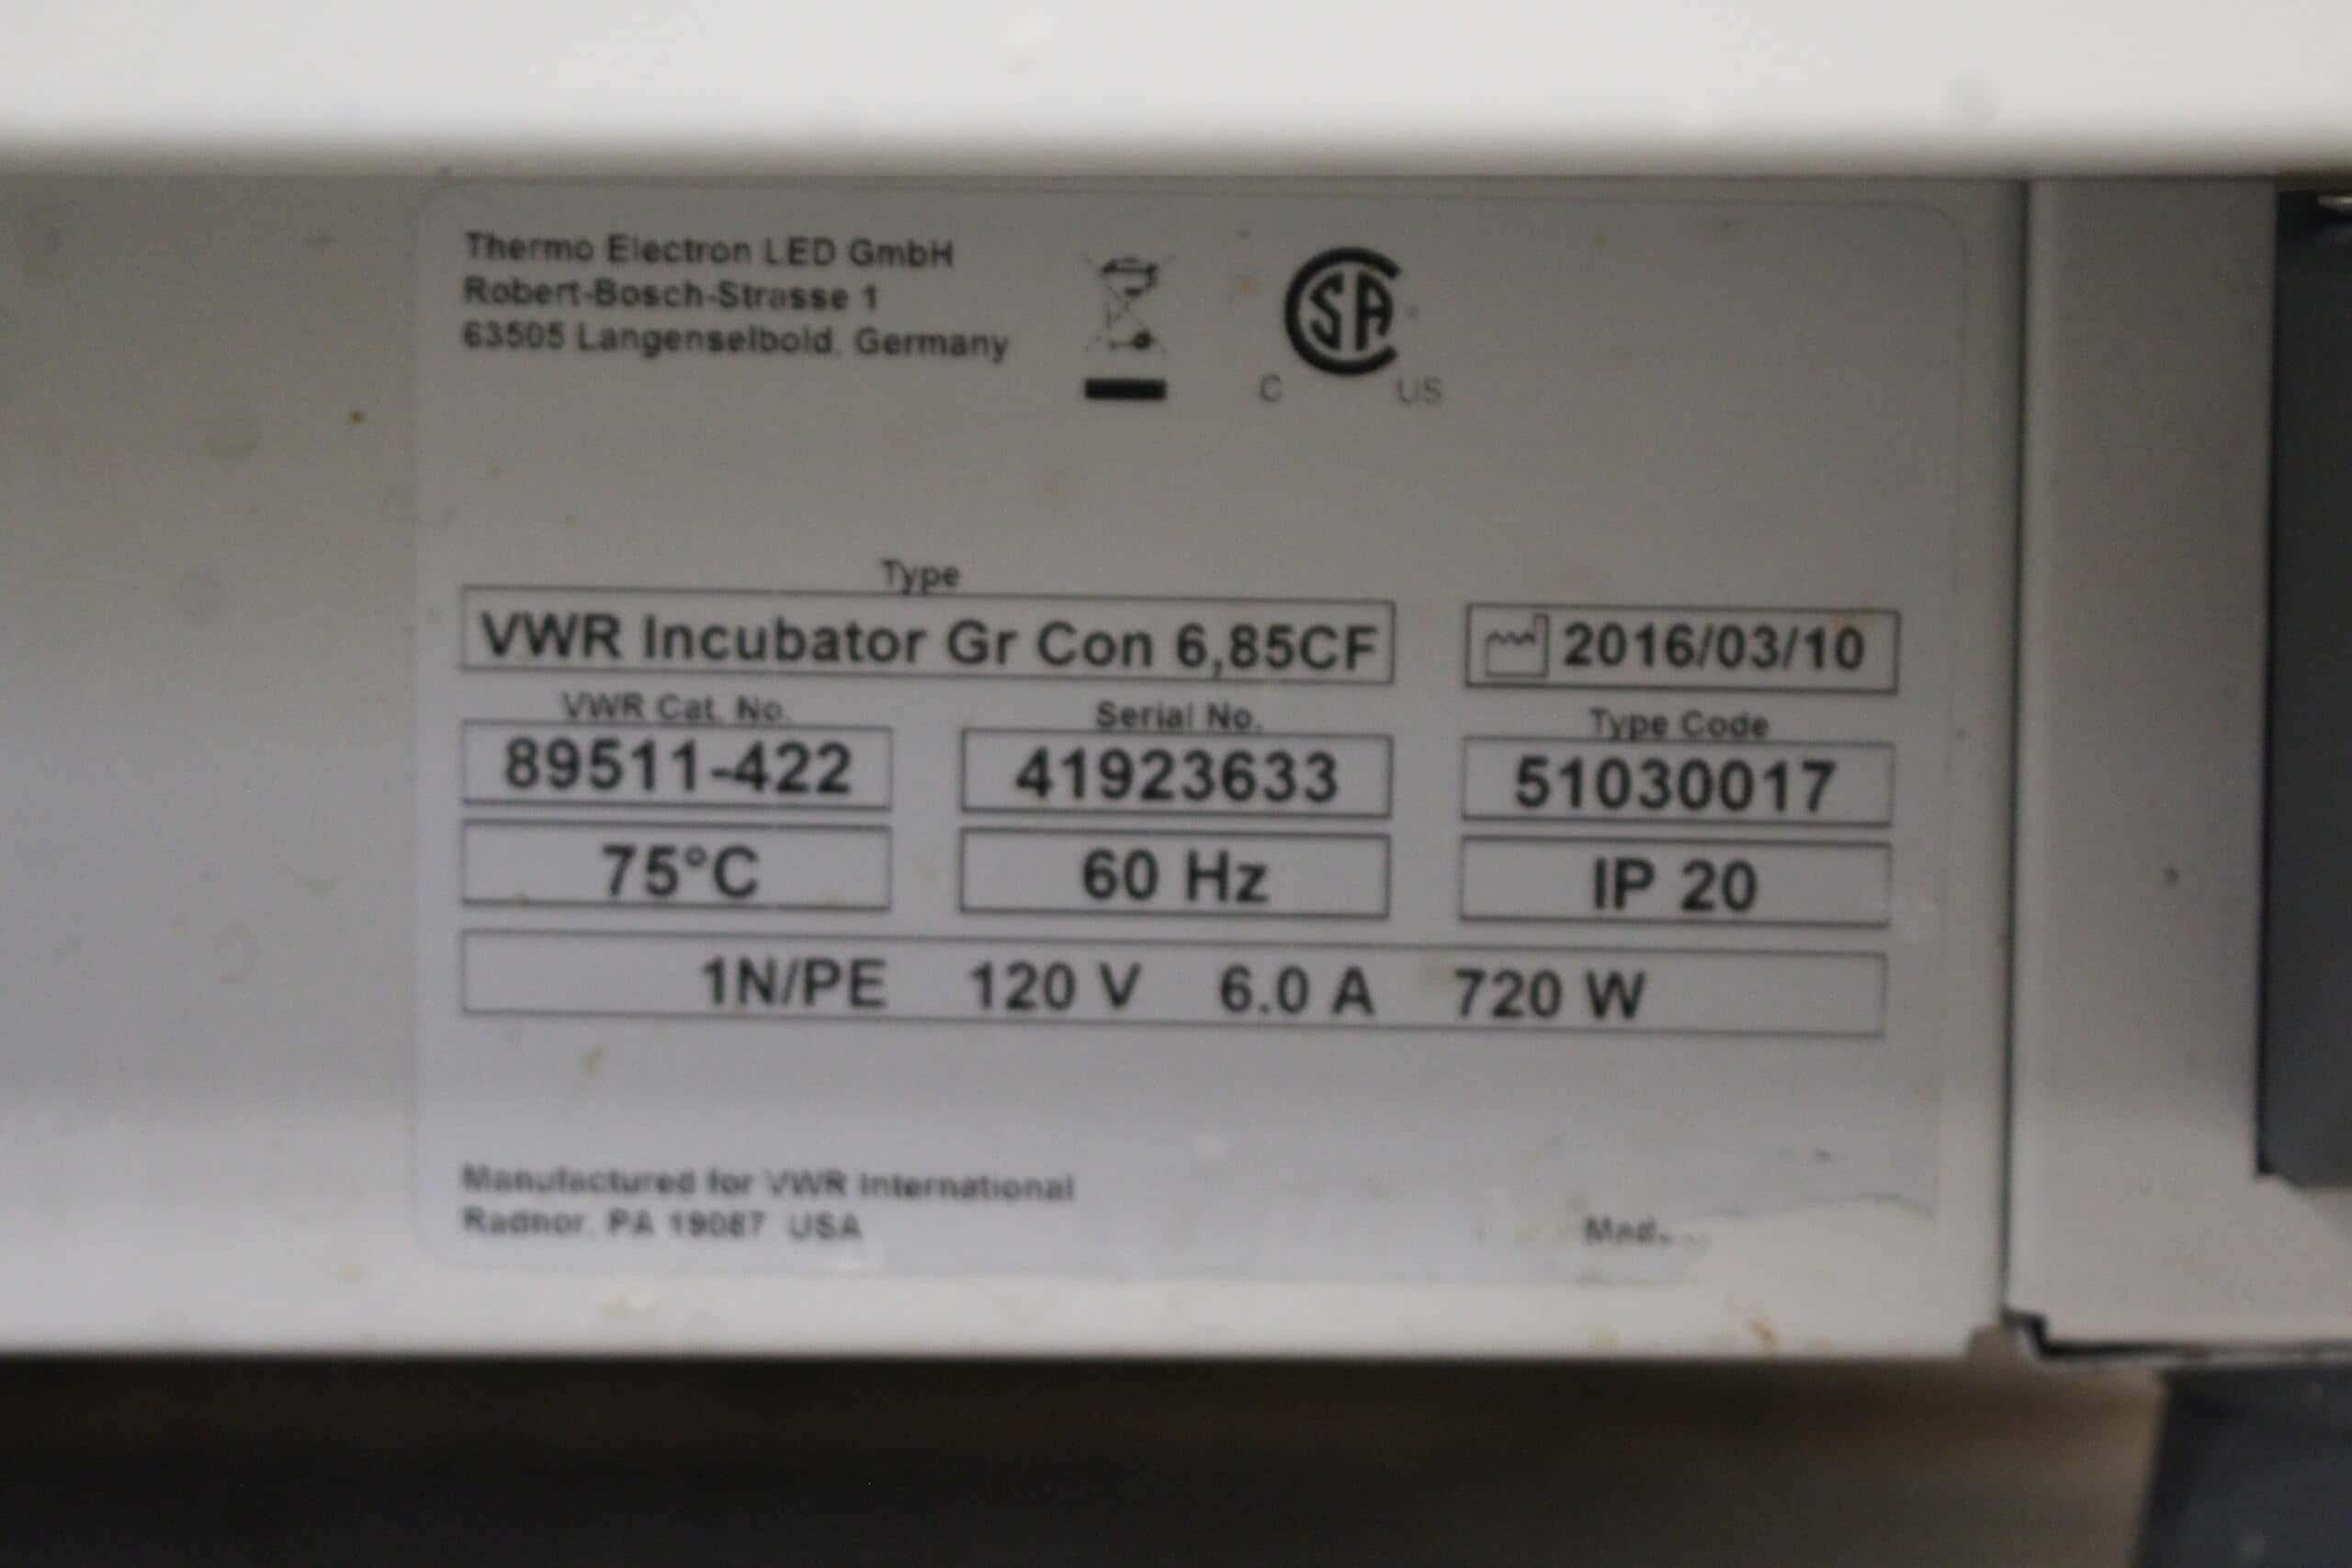 Thermo Electron LED GmbH
Robert-Bosch-Strasse 1
63505 Langenselbold, Germany
CSA
C US
Type
VWR Incubator Gr Con 6,85CF
2016/03/10
VWR Cat. No.
89511-422
Serial No.
41923633
Type Code
51030017
75°C
60 Hz
IP 20
1N/PE 120 V 6.0 A 720 W
Manufactured for VWR International
Radnor, PA 19087 USA